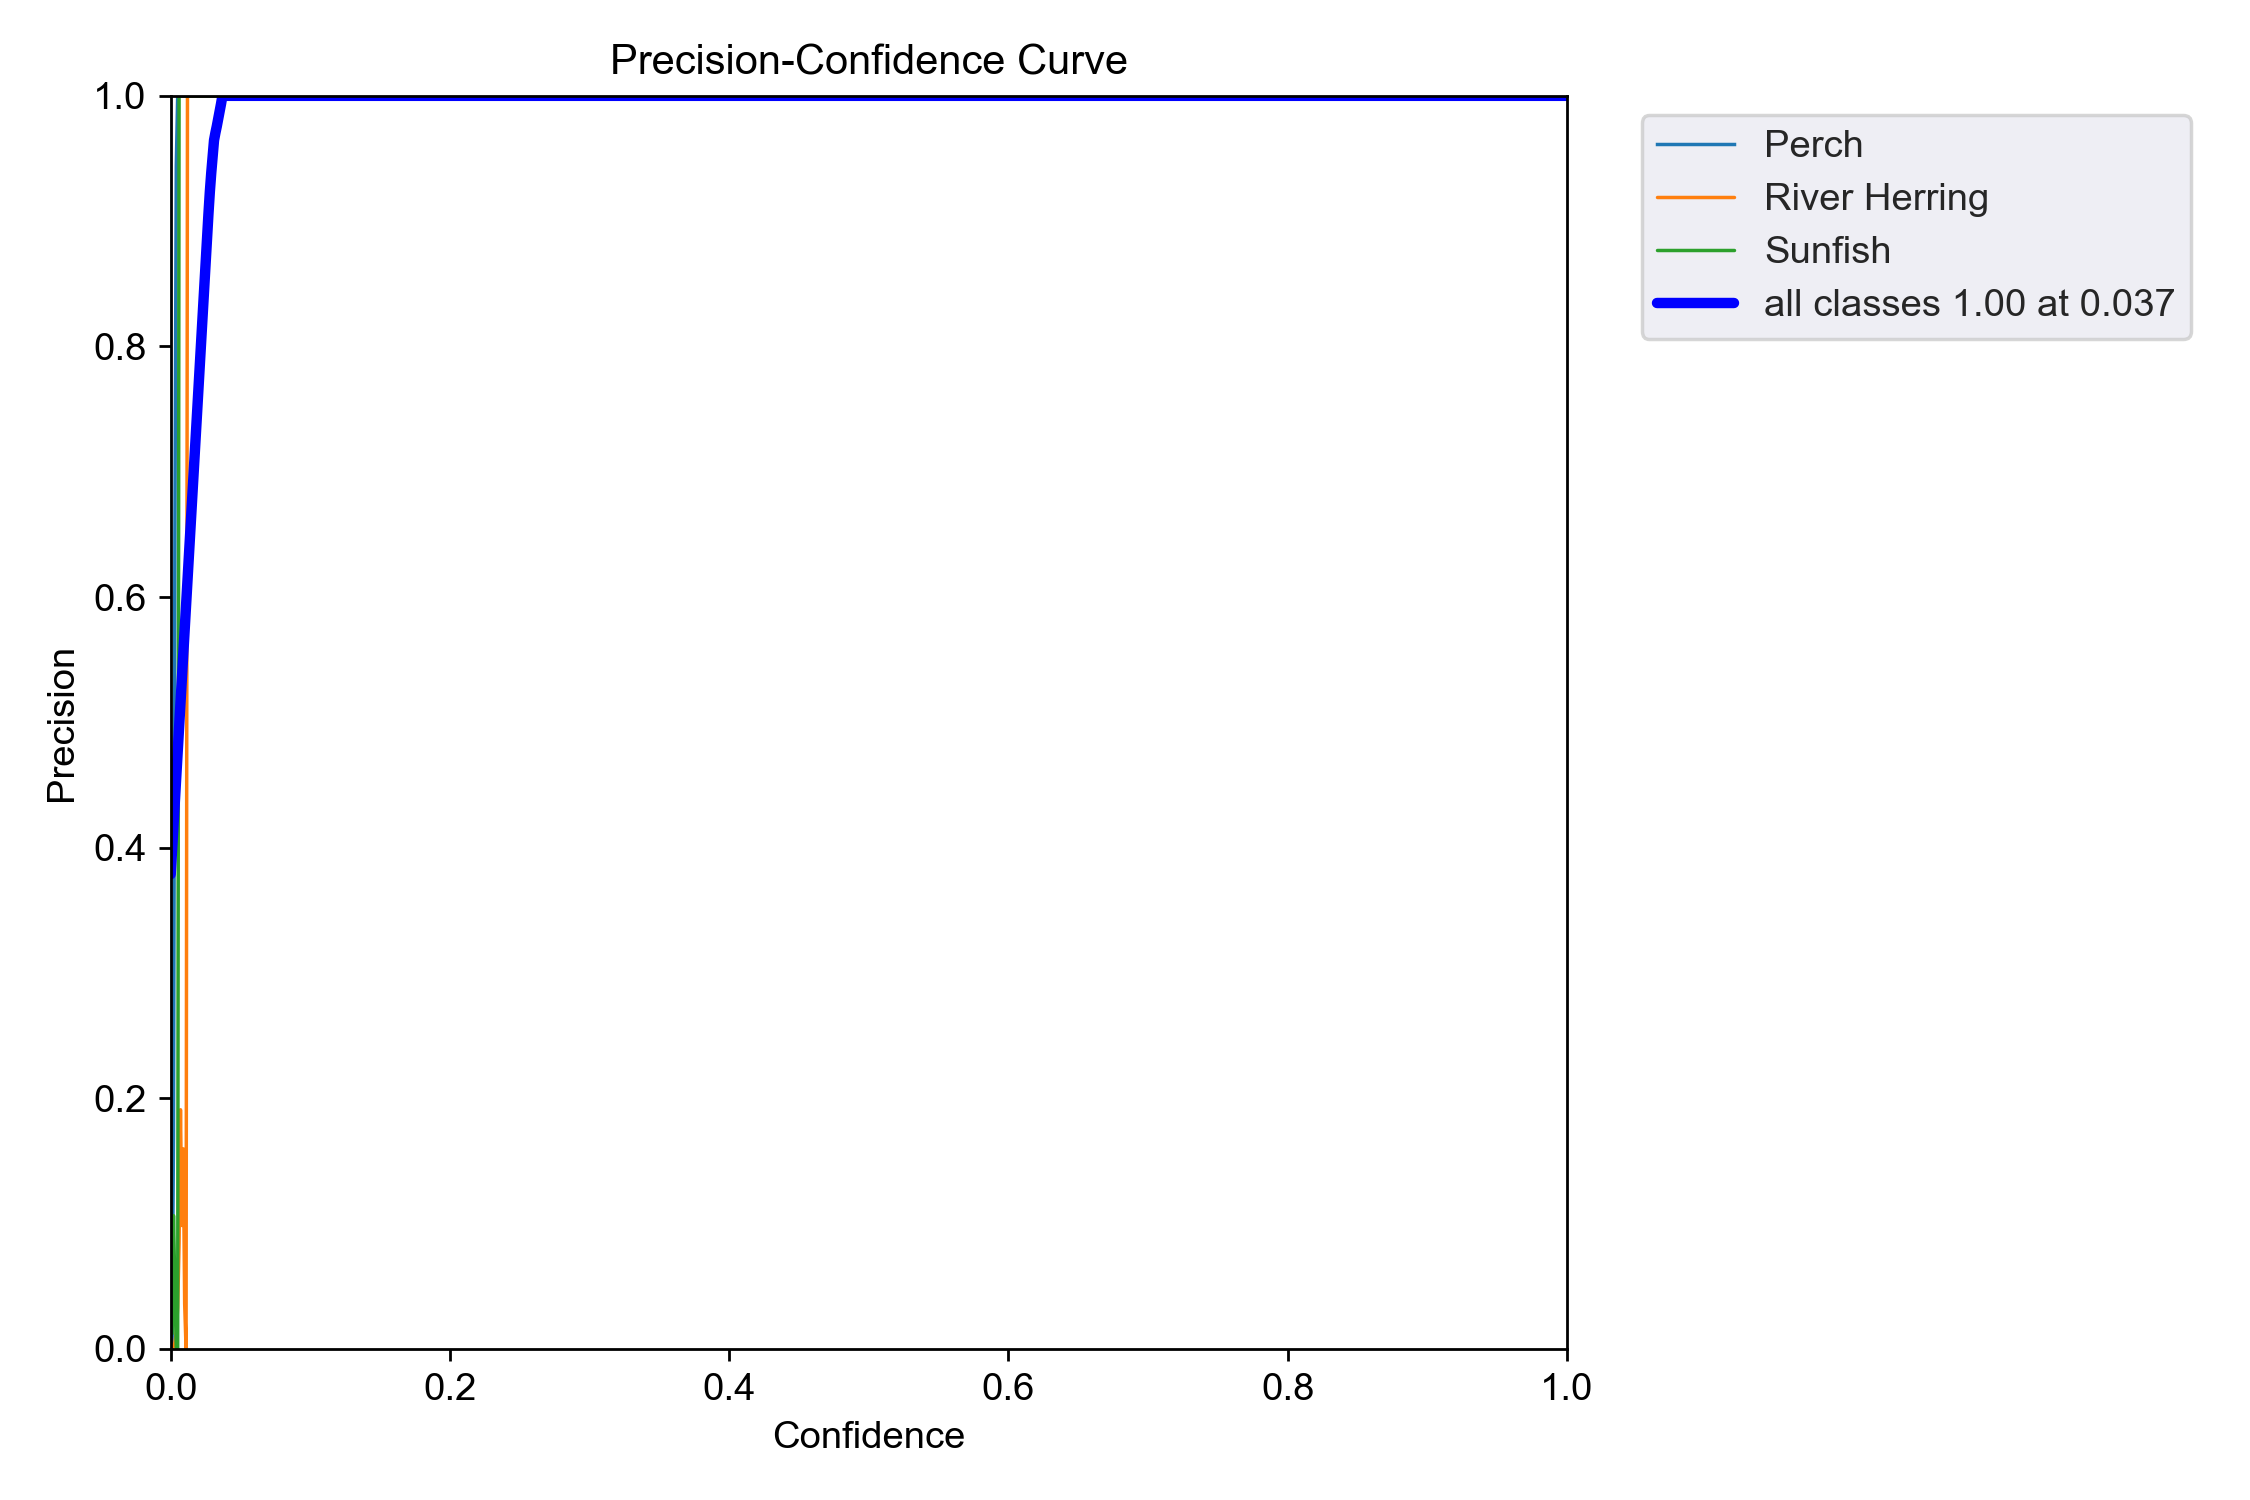 Precision-Confidence Curve
1.0
0.8
0.6
0.4
0.2
0.0
Precision
0.0 0.2 0.4 0.6 0.8 1.0
Confidence
Perch
River Herring
Sunfish
all classes 1.00 at 0.037